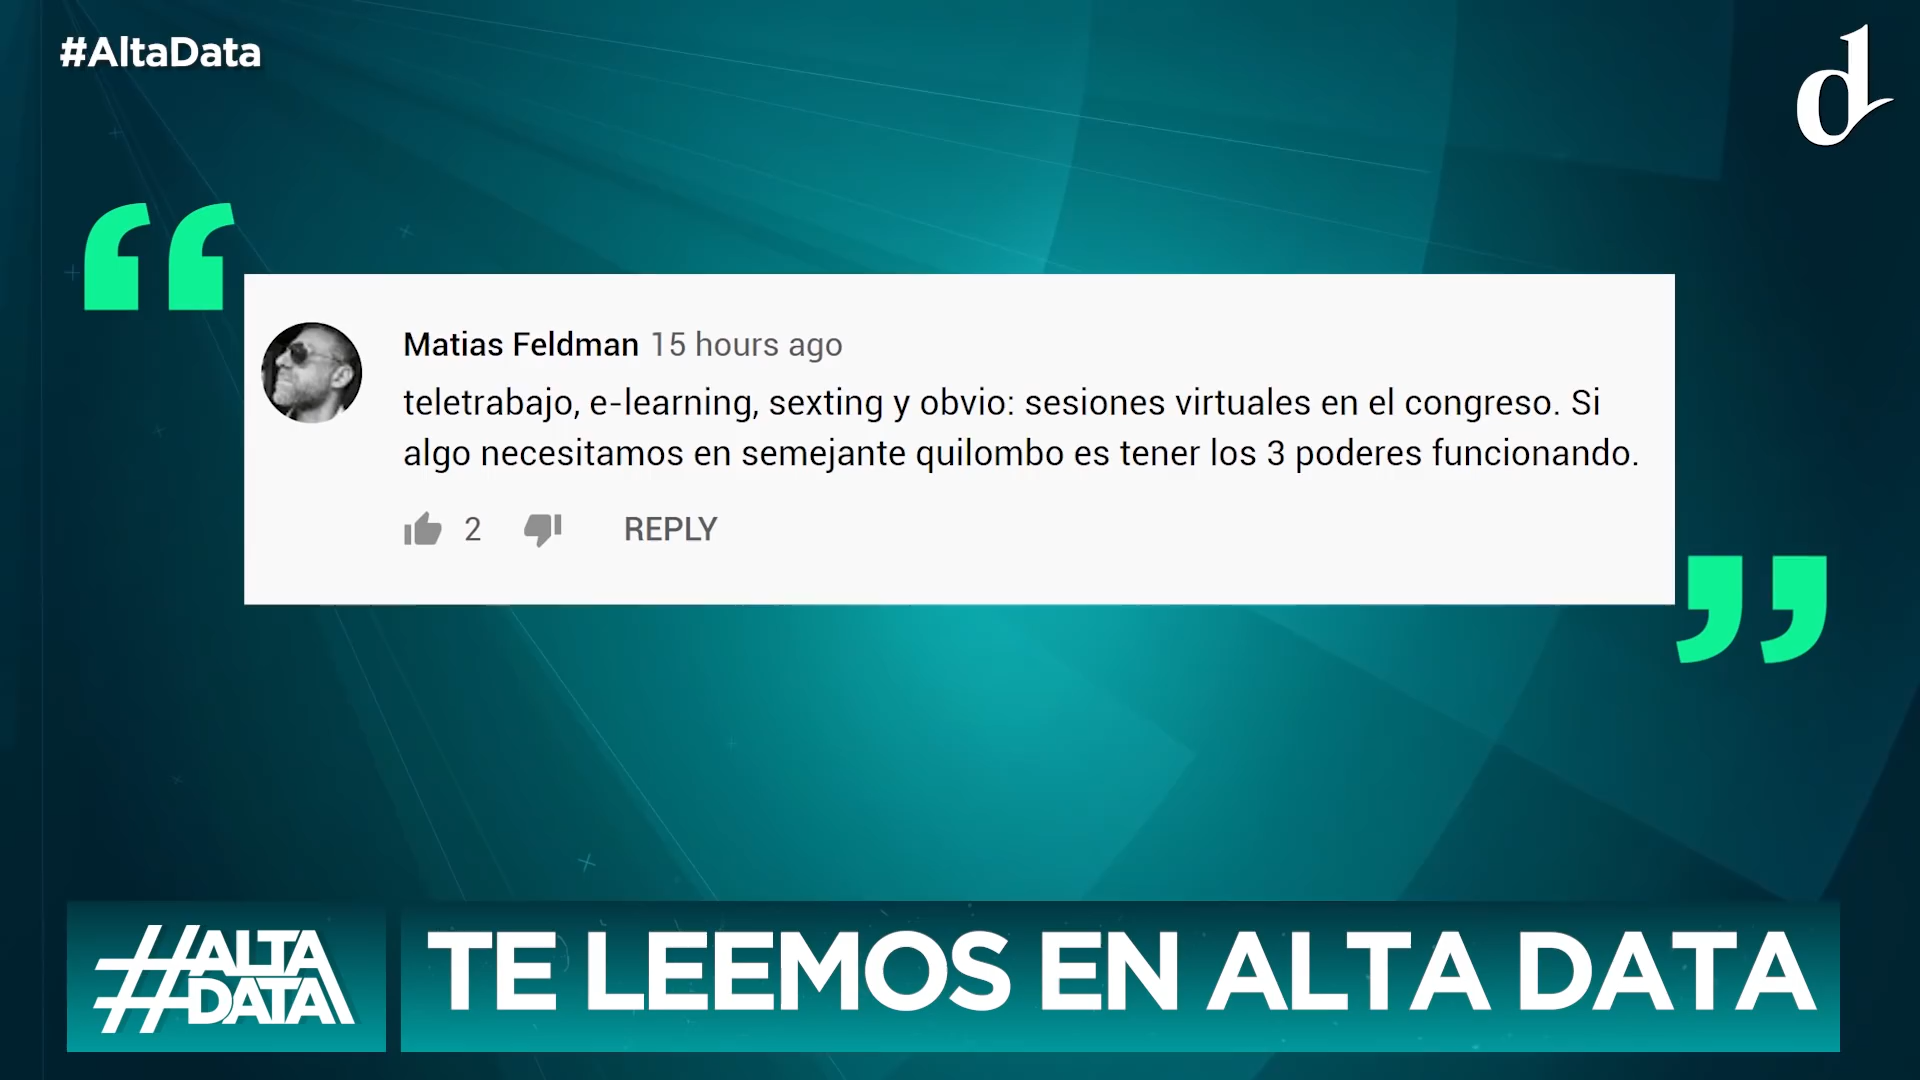 #AltaData
d
“
Matias Feldman 15 hours ago
teletrabajo, e-learning, sexting y obvio: sesiones virtuales en el congreso. Si
algo necesitamos en semejante quilombo es tener los 3 poderes funcionando.
2 REPLY
”
#ALTA
DATA
TE LEEMOS EN ALTA DATA